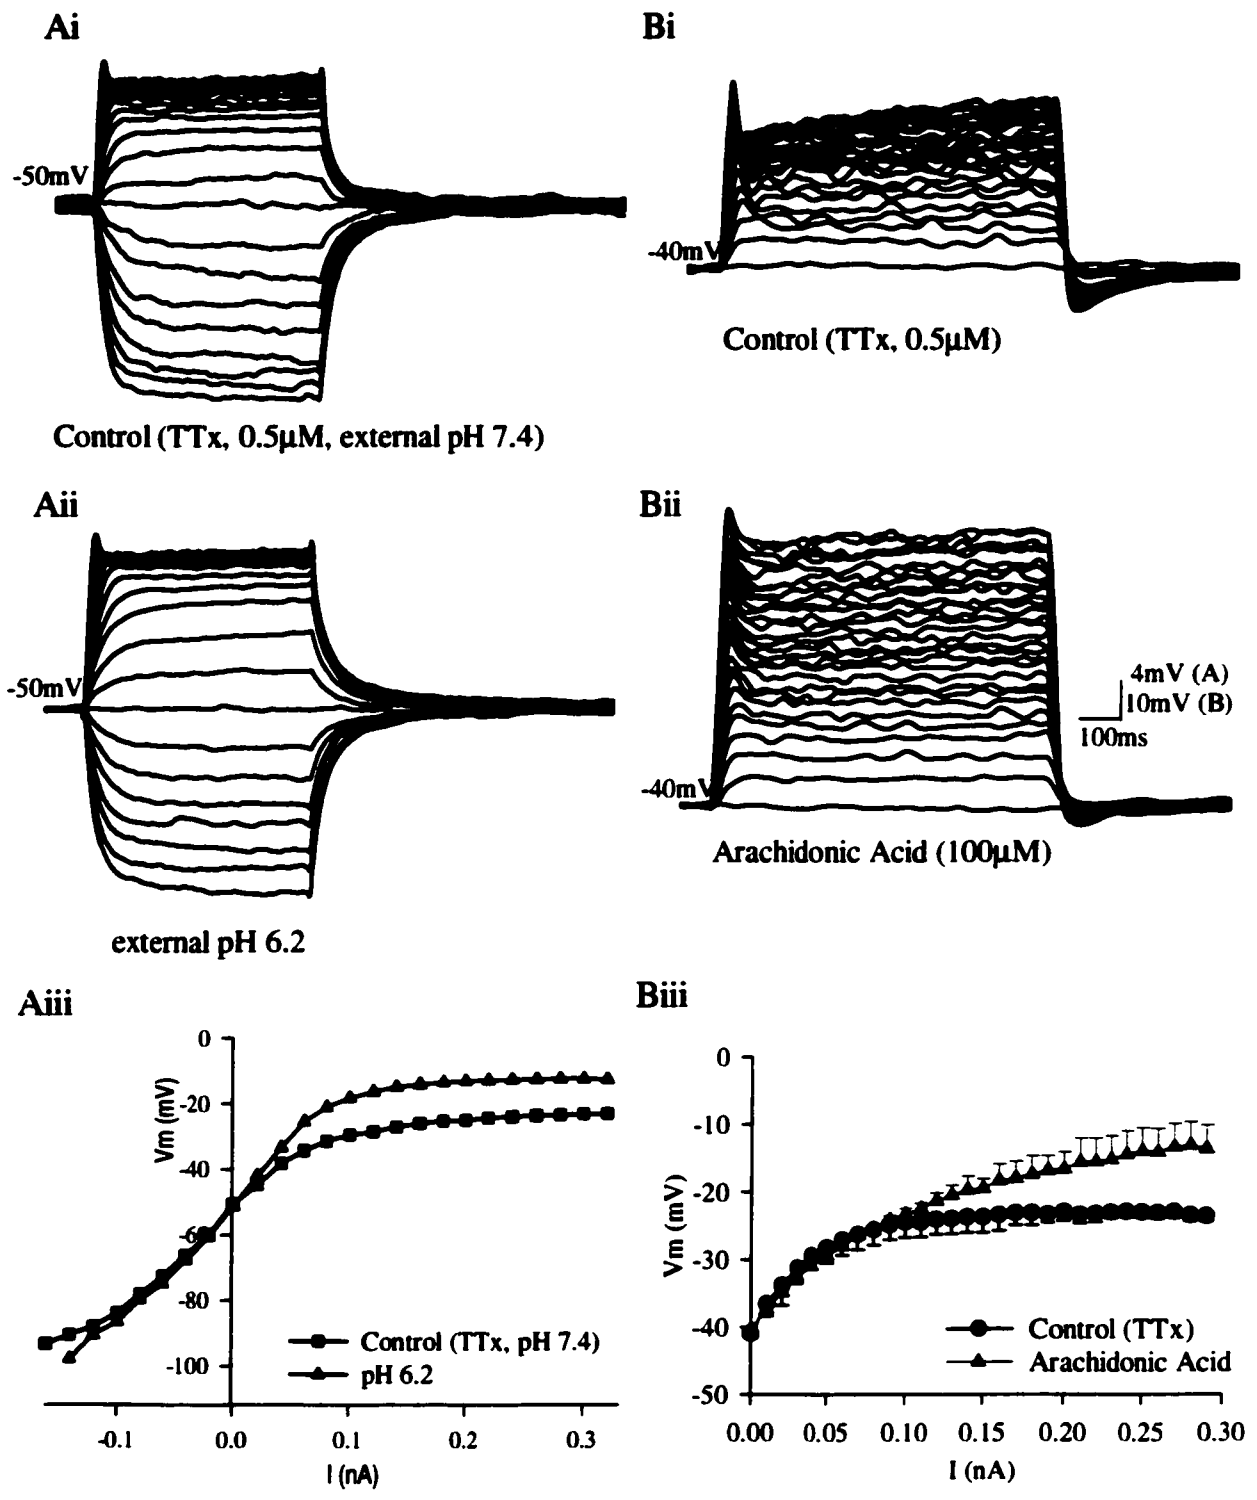 Ai
-50mV
Control (TTx, 0.5µM, external pH 7.4)
Bi
-40mV
Control (TTx, 0.5µM)
Aii
-50mV
external pH 6.2
Bii
-40mV
4mV (A)
10mV (B)
100ms
Arachidonic Acid (100µM)
Aiii
0
-20
-40
-60
-80
-100
Vm (mV)
Control (TTx, pH 7.4)
pH 6.2
-0.1 0.0 0.1 0.2 0.3
I (nA)
Biii
0
-10
-20
-30
-40
-50
Vm (mV)
Control (TTx)
Arachidonic Acid
0.00 0.05 0.10 0.15 0.20 0.25 0.30
I (nA)